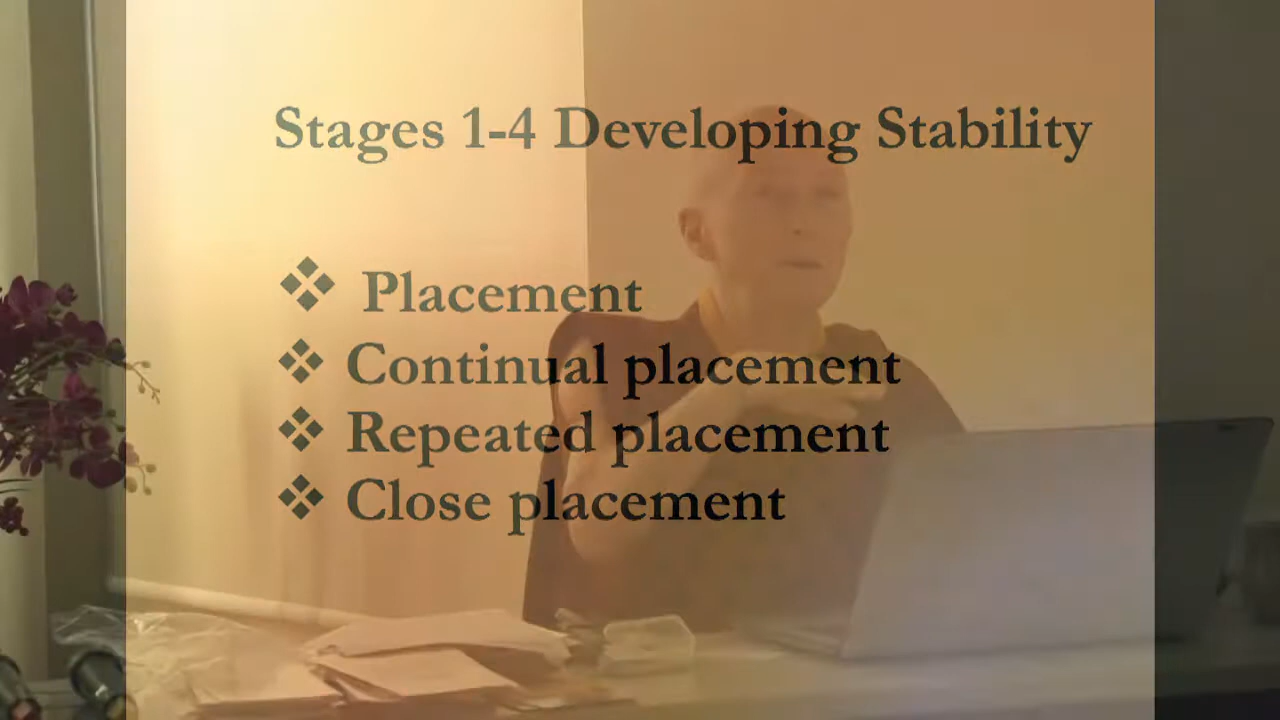 Stages 1-4 Developing Stability
❖ Placement
❖ Continual placement
❖ Repeated placement
❖ Close placement